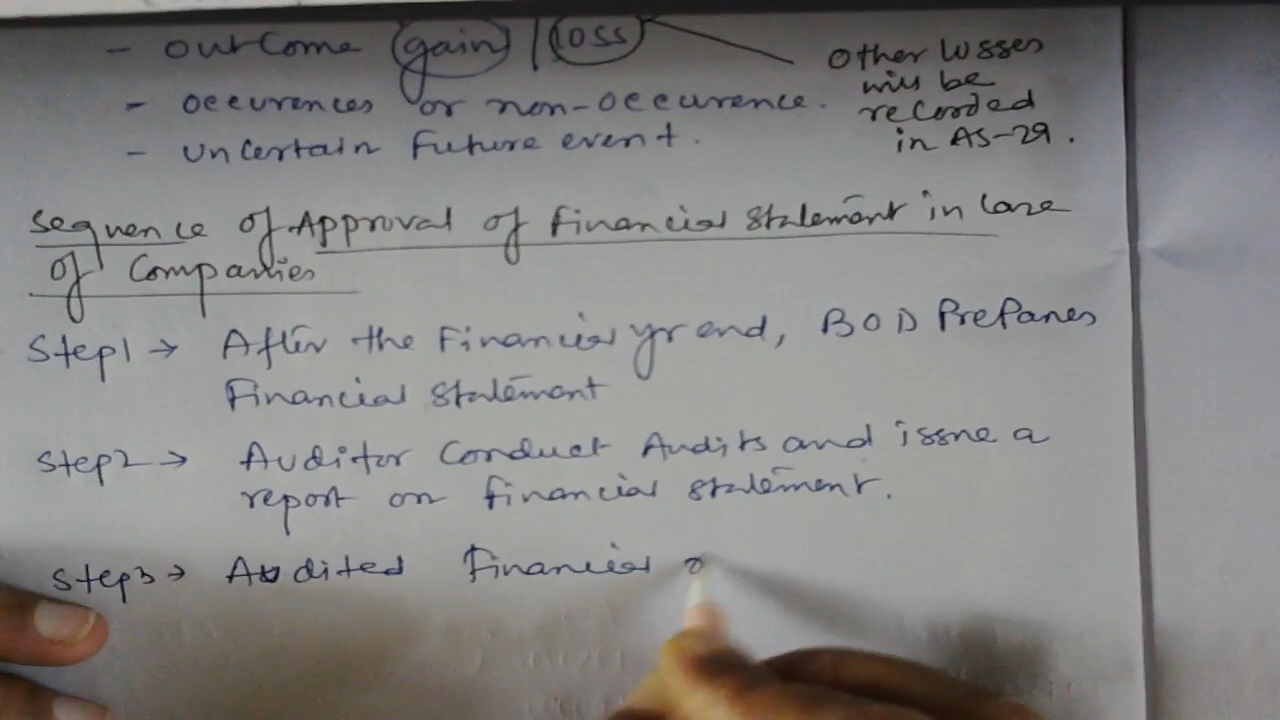 - Outcome gain / loss
Other losses
will be
recorded
in AS-29.
- Occurences or non-occurence.
- Uncertain Future event.
Sequence of Approval of Financial Statement in Case
of Companies
Step1 → After the Financial yr end, BOD Prepares
Financial Statement
Step2 → Auditor Conduct Audits and issue a
report on financial statement.
Step3 → Audited Financial